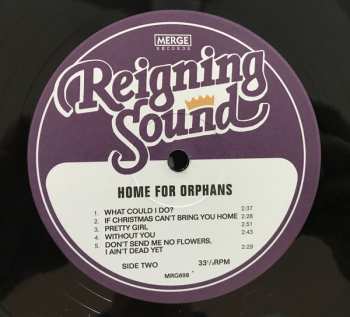 MERGE
RECORDS
Reigning
Sound
HOME FOR ORPHANS
1. WHAT COULD I DO? 2:37
2. IF CHRISTMAS CAN'T BRING YOU HOME 2:28
3. PRETTY GIRL 2:51
4. WITHOUT YOU 2:43
5. DON'T SEND ME NO FLOWERS,
I AIN'T DEAD YET 2:29
SIDE TWO 33⅓RPM
MRG698